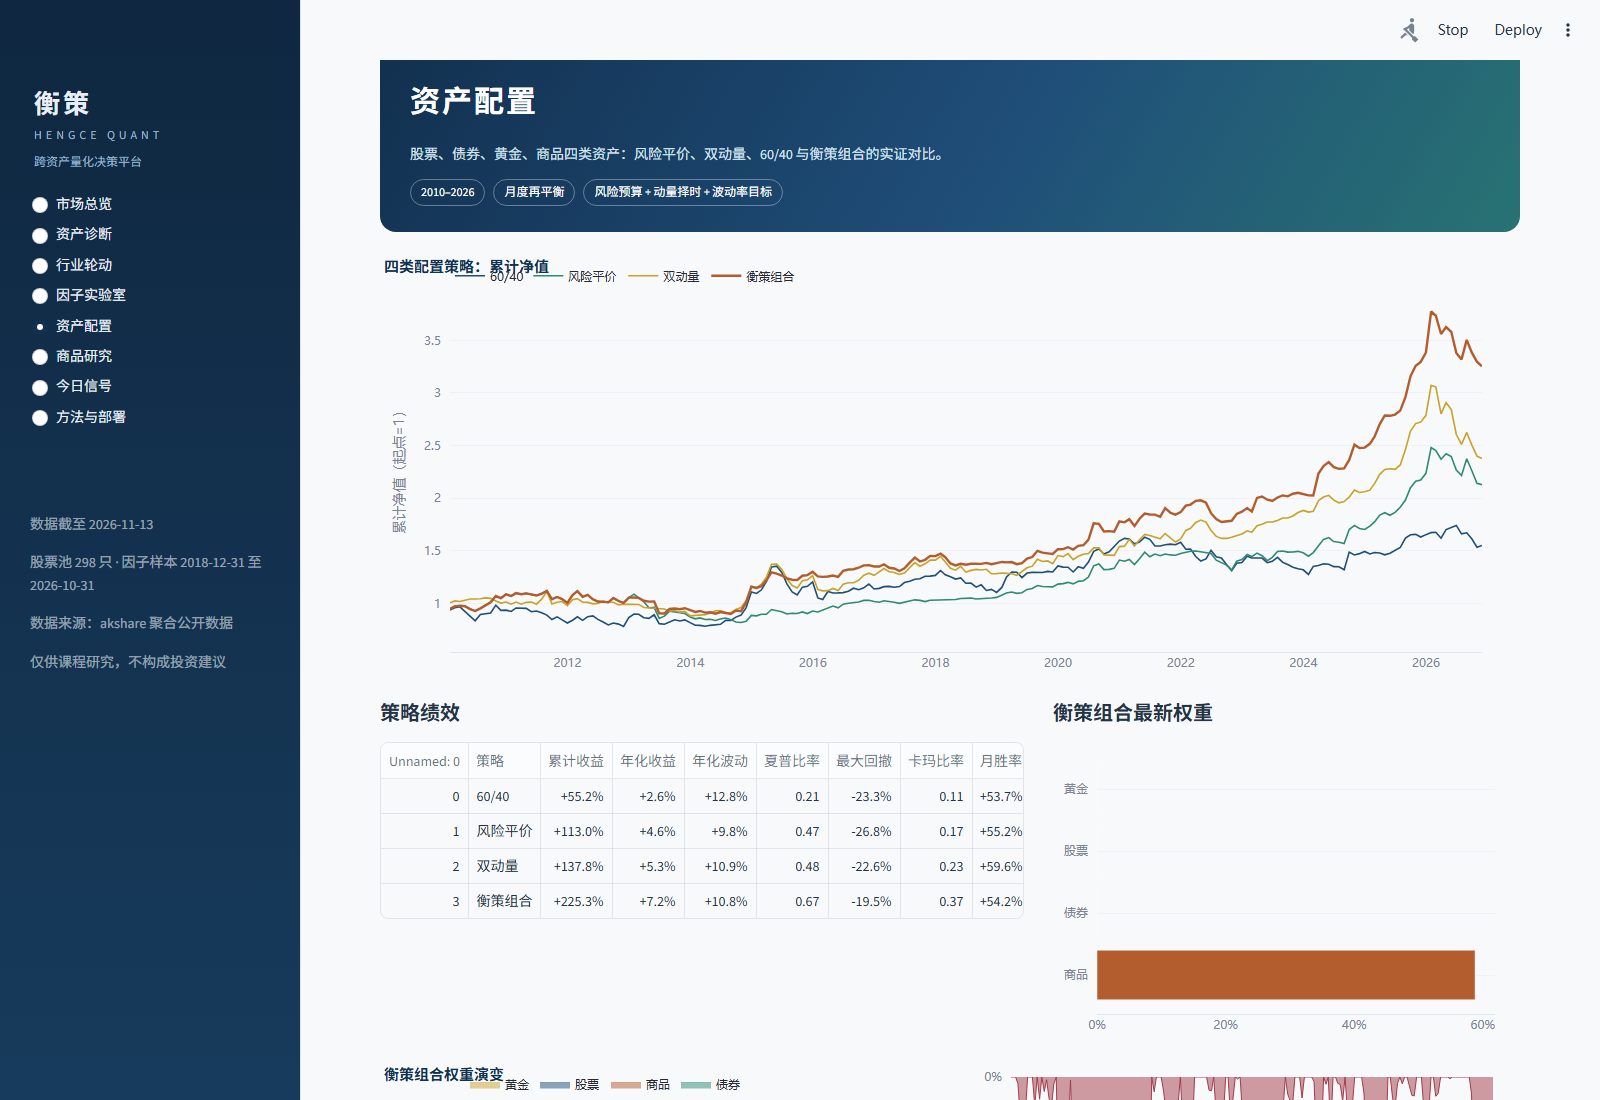 Stop
Deploy
衡策
HENGCE QUANT
跨资产量化决策平台
市场总览
资产诊断
行业轮动
因子实验室
资产配置
商品研究
今日信号
方法与部署
数据截至 2026-11-13
股票池 298 只 · 因子样本 2018-12-31 至
2026-10-31
数据来源：akshare 聚合公开数据
仅供课程研究，不构成投资建议
资产配置
股票、债券、黄金、商品四类资产：风险平价、双动量、60/40 与衡策组合的实证对比。
2010–2026
月度再平衡
风险预算 + 动量择时 + 波动率目标
四类配置策略：累计净值
60/40
风险平价
双动量
衡策组合
累计净值（起点=1）
3.5
3
2.5
2
1.5
1
2012
2014
2016
2018
2020
2022
2024
2026
策略绩效
Unnamed: 0 策略 累计收益 年化收益 年化波动 夏普比率 最大回撤 卡玛比率 月胜率
0 60/40 +55.2% +2.6% +12.8% 0.21 -23.3% 0.11 +53.7%
1 风险平价 +113.0% +4.6% +9.8% 0.47 -26.8% 0.17 +55.2%
2 双动量 +137.8% +5.3% +10.9% 0.48 -22.6% 0.23 +59.6%
3 衡策组合 +225.3% +7.2% +10.8% 0.67 -19.5% 0.37 +54.2%
衡策组合最新权重
黄金
股票
债券
商品
0%
20%
40%
60%
衡策组合权重演变
黄金
股票
商品
债券
0%